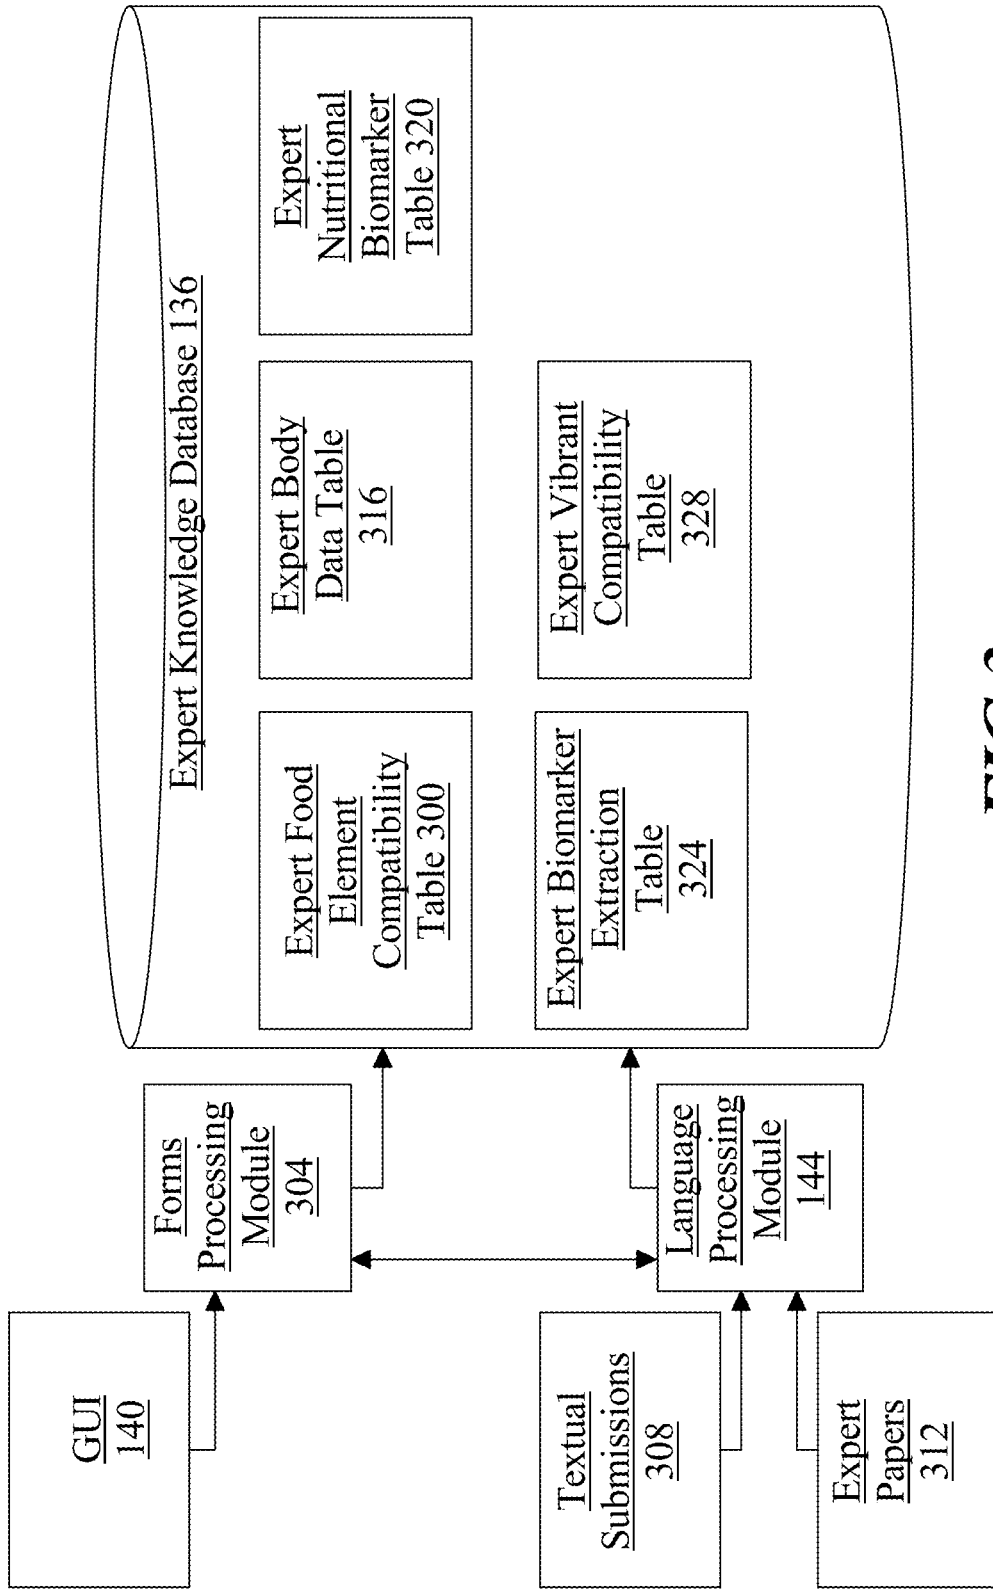 GUI
140
Forms
Processing
Module
304
Textual
Submissions
308
Expert
Papers
312
Language
Processing
Module
144
Expert Knowledge Database 136
Expert Food
Element
Compatibility
Table 300
Expert Body
Data Table
316
Expert
Nutritional
Biomarker
Table 320
Expert Biomarker
Extraction
Table
324
Expert Vibrant
Compatibility
Table
328